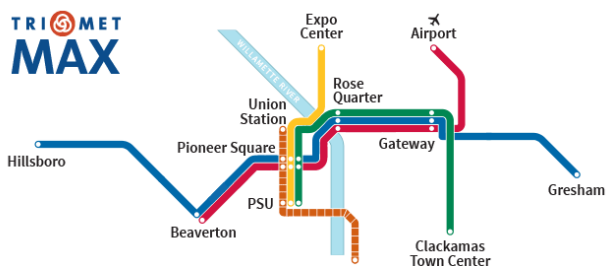 TRI MET
MAX
Expo
Center
Airport
WILLAMETTE RIVER
Rose
Quarter
Union
Station
Pioneer Square
Gateway
Hillsboro
PSU
Gresham
Beaverton
Clackamas
Town Center